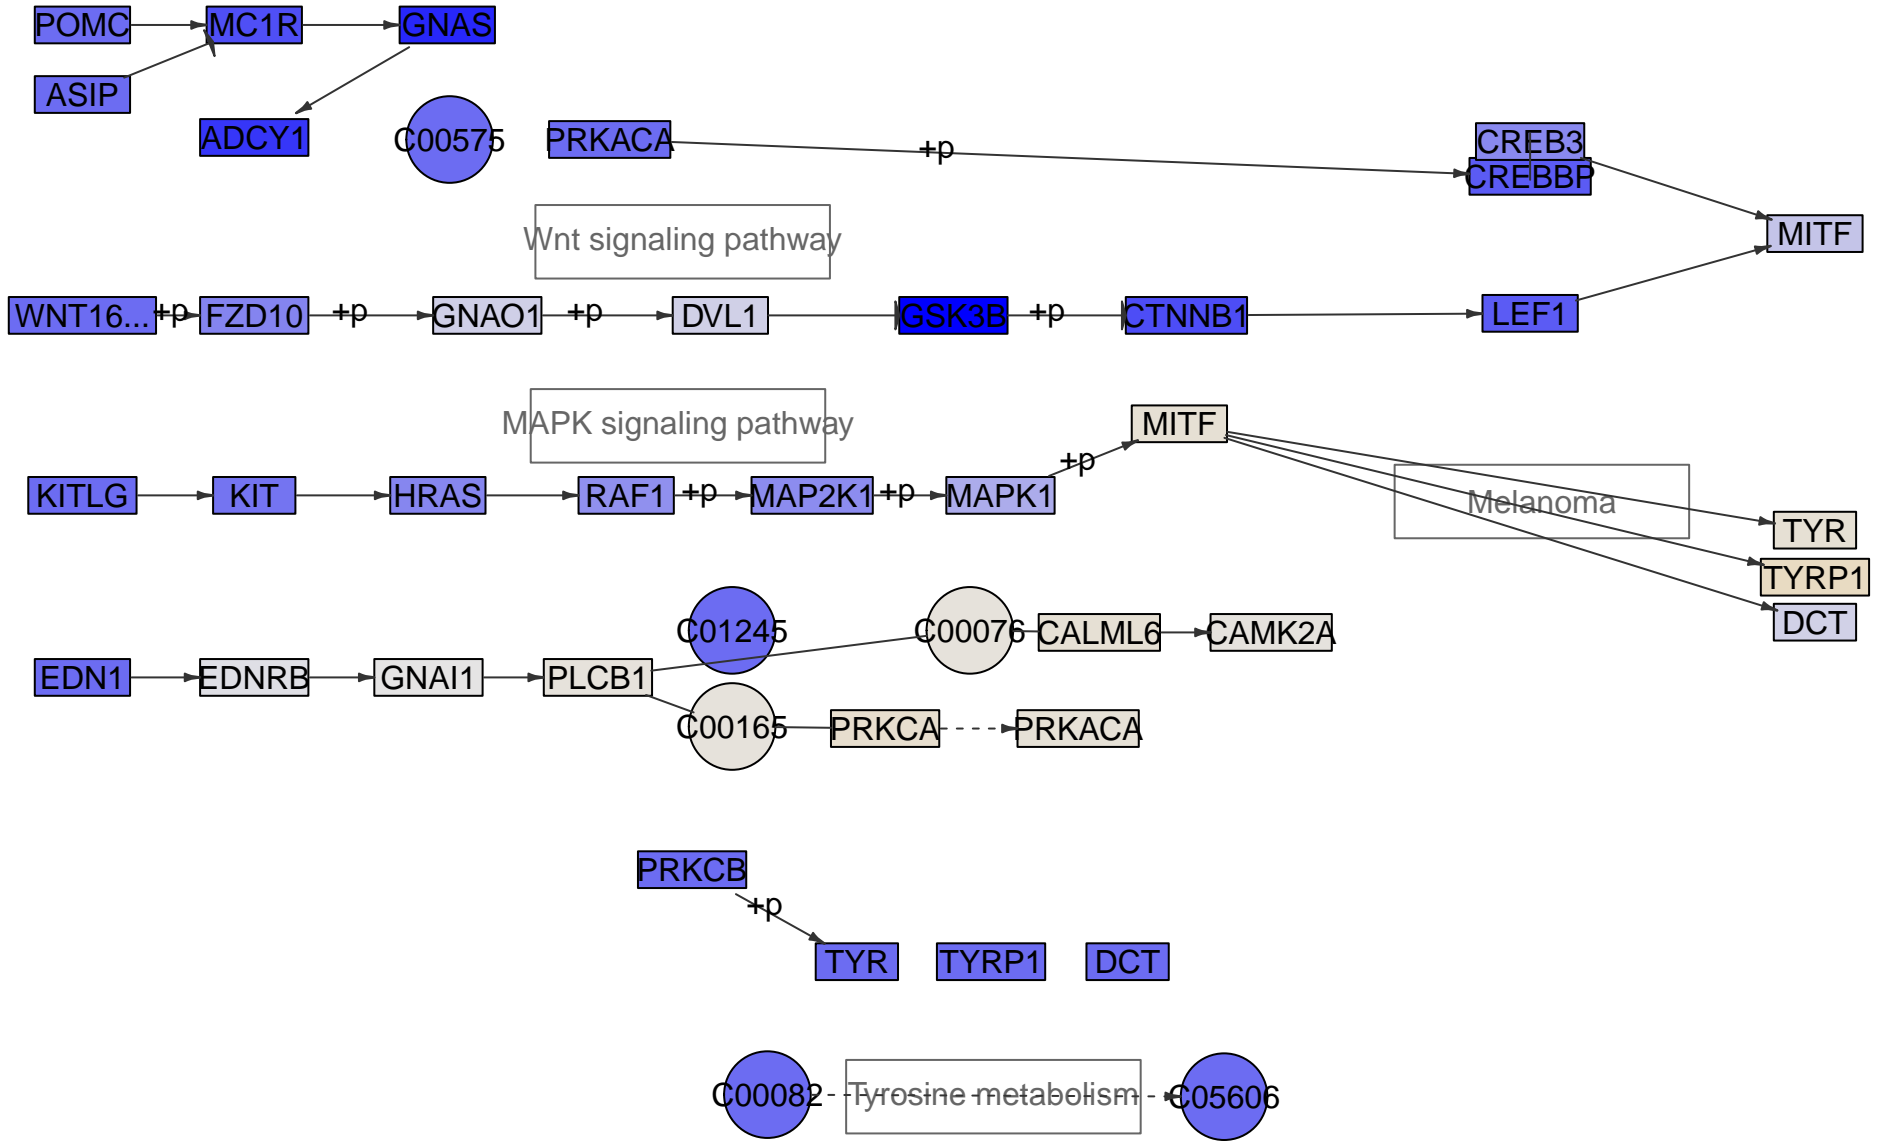 POMC
MC1R
GNAS
ASIP
ADCY1
C00575
PRKACA
+p
CREB3
CREBBP
Wnt signaling pathway
MITF
WNT16...
+p
FZD10
+p
GNAO1
+p
DVL1
GSK3B
+p
CTNNB1
LEF1
MAPK signaling pathway
MITF
+p
KITLG
KIT
HRAS
RAF1
+p
MAP2K1
+p
MAPK1
Melanoma
TYR
TYRP1
DCT
C01245
C00076
CALML6
CAMK2A
EDN1
EDNRB
GNAI1
PLCB1
C00165
PRKCA
PRKACA
PRKCB
+p
TYR
TYRP1
DCT
C00082
Tyrosine metabolism
C05606